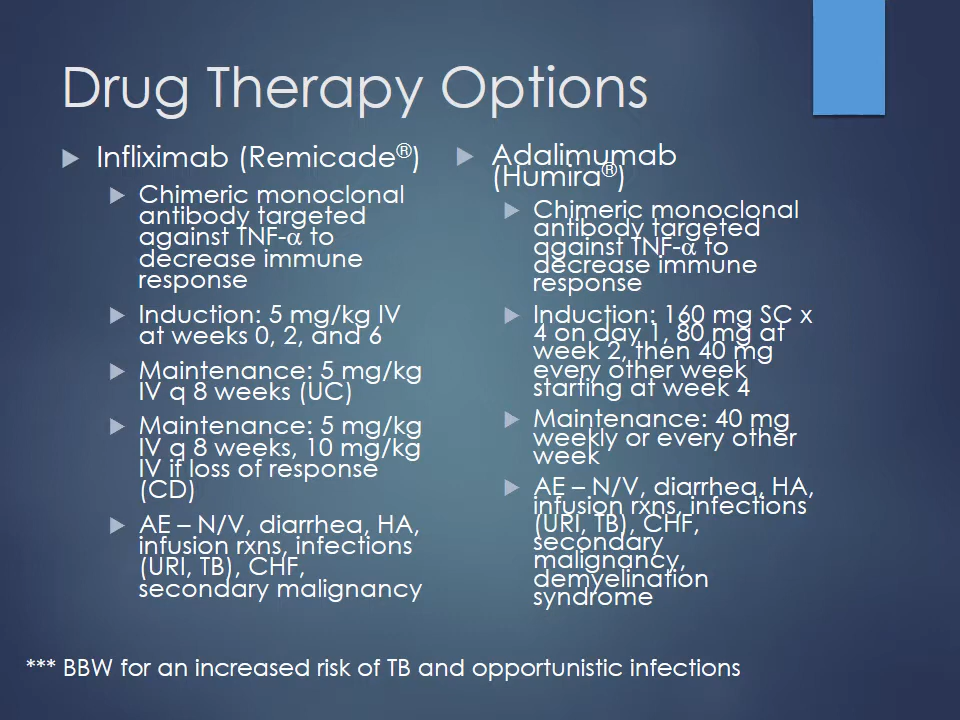 Drug Therapy Options
Infliximab (Remicade®)
Chimeric monoclonal
antibody targeted
against TNF-α to
decrease immune
response
Induction: 5 mg/kg IV
at weeks 0, 2, and 6
Maintenance: 5 mg/kg
IV q 8 weeks (UC)
Maintenance: 5 mg/kg
IV q 8 weeks, 10 mg/kg
IV if loss of response
(CD)
AE – N/V, diarrhea, HA,
infusion rxns, infections
(URI, TB), CHF,
secondary malignancy
Adalimumab
(Humira®)
Chimeric monoclonal
antibody targeted
against TNF-α to
decrease immune
response
Induction: 160 mg SC x
4 on day 1, 80 mg at
week 2, then 40 mg
every other week
starting at week 4
Maintenance: 40 mg
weekly or every other
week
AE – N/V, diarrhea, HA,
infusion rxns, infections
(URI, TB), CHF,
secondary
malignancy,
demyelination
syndrome
*** BBW for an increased risk of TB and opportunistic infections